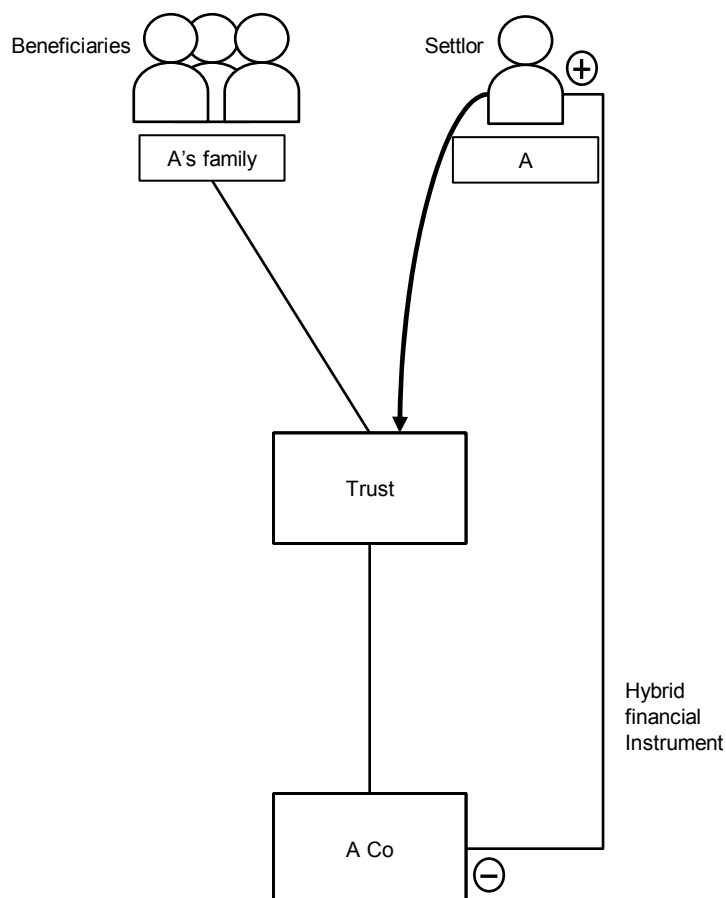 Beneficiaries
Settlor
+
A's family
A
Trust
Hybrid
financial
Instrument
A Co
−